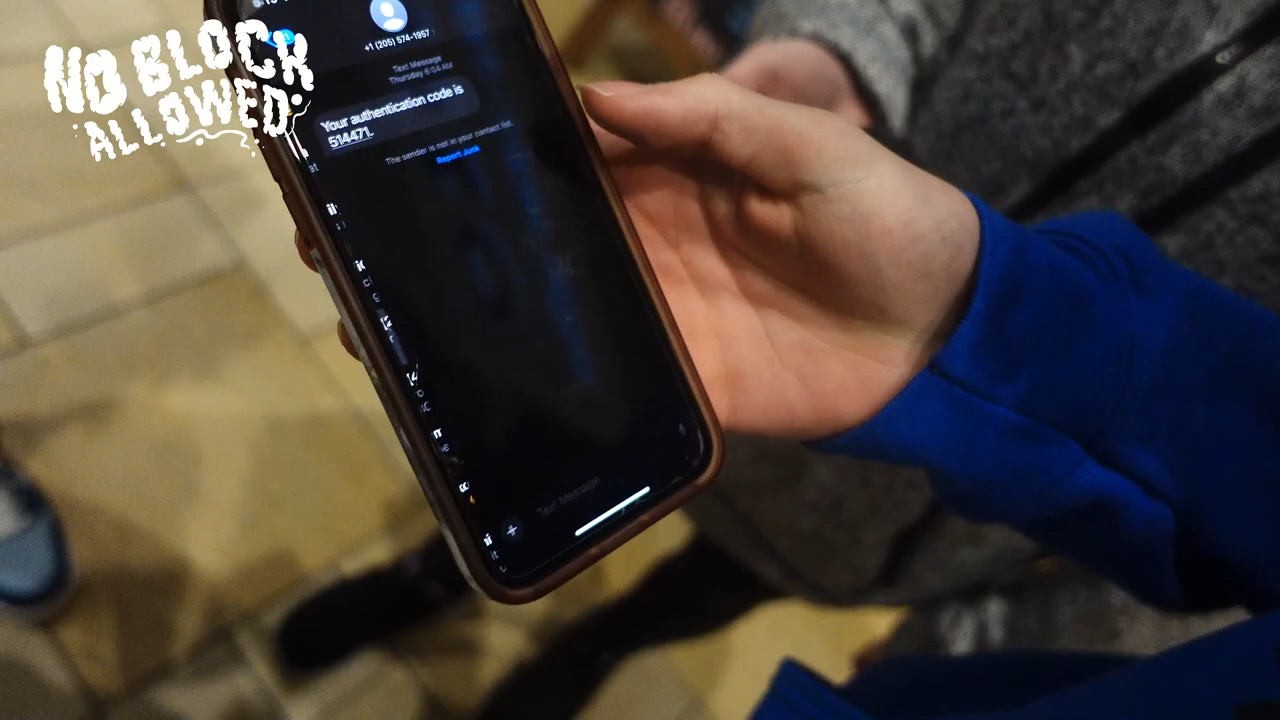 NO BLOCK
ALLOWED
+1 (205) 574-1957
Text Message
Thursday 6:04 AM
Your authentication code is
514471.
The sender is not in your contact list.
Report Junk
Text Message